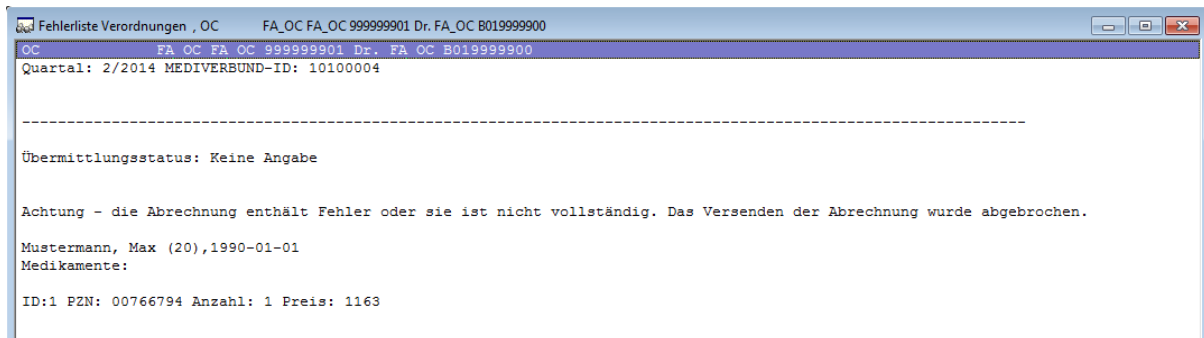 Fehlerliste Verordnungen , OC FA_OC FA_OC 999999901 Dr. FA_OC B019999900
OC FA OC FA OC 999999901 Dr. FA OC B019999900
Quartal: 2/2014 MEDIVERBUND-ID: 10100004
--------------------------------------------------------------------------------------------------------------
Übermittlungsstatus: Keine Angabe
Achtung - die Abrechnung enthält Fehler oder sie ist nicht vollständig. Das Versenden der Abrechnung wurde abgebrochen.
Mustermann, Max (20),1990-01-01
Medikamente:
ID:1 PZN: 00766794 Anzahl: 1 Preis: 1163